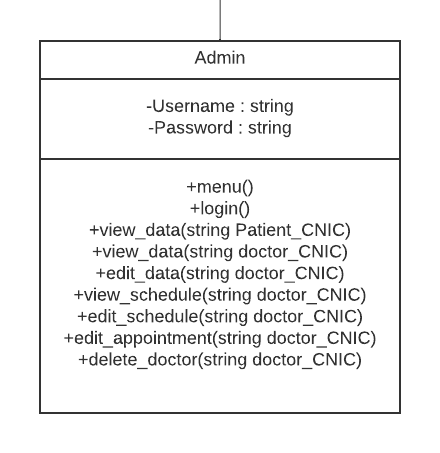 Admin
-Username : string
-Password : string
+menu()
+login()
+view_data(string Patient_CNIC)
+view_data(string doctor_CNIC)
+edit_data(string doctor_CNIC)
+view_schedule(string doctor_CNIC)
+edit_schedule(string doctor_CNIC)
+edit_appointment(string doctor_CNIC)
+delete_doctor(string doctor_CNIC)